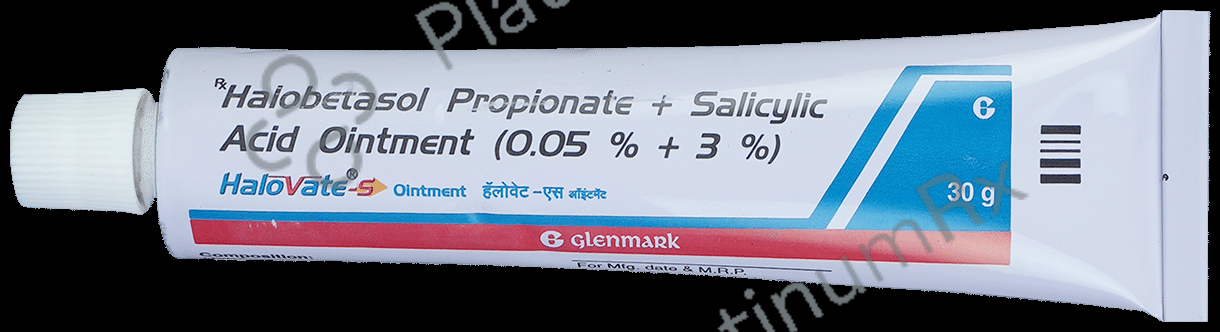 Rx Halobetasol Propionate + Salicylic
Acid Ointment (0.05 % + 3 %)
HaloVate®-S Ointment हॅलोवेट-एस ऑइंटमेंट
G
30 g
G glenmark
Composition:
For Mfg. date & M.R.P.
PlatinumRx